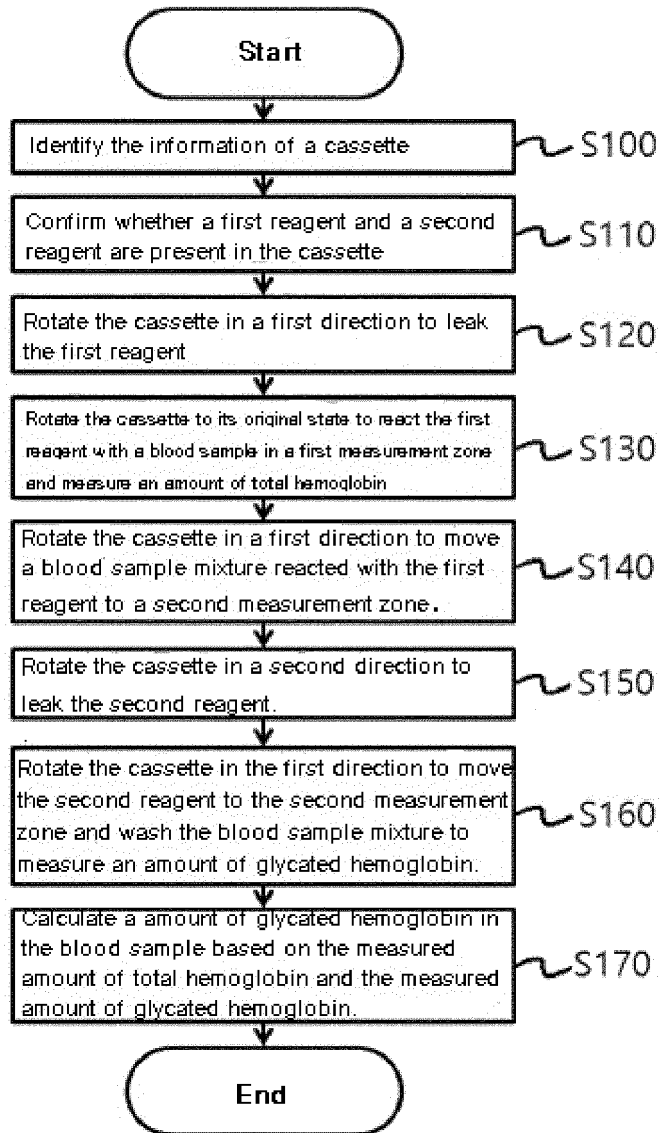 Start
Identify the information of a cassette
S100
Confirm whether a first reagent and a second
reagent are present in the cassette
S110
Rotate the cassette in a first direction to leak
the first reagent
S120
Rotate the cassette to its original state to react the first
reagent with a blood sample in a first measurement zone
and measure an amount of total hemoglobin
S130
Rotate the cassette in a first direction to move
a blood sample mixture reacted with the first
reagent to a second measurement zone.
S140
Rotate the cassette in a second direction to
leak the second reagent.
S150
Rotate the cassette in the first direction to move
the second reagent to the second measurement
zone and wash the blood sample mixture to
measure an amount of glycated hemoglobin.
S160
Calculate a amount of glycated hemoglobin in
the blood sample based on the measured
amount of total hemoglobin and the measured
amount of glycated hemoglobin.
S170
End